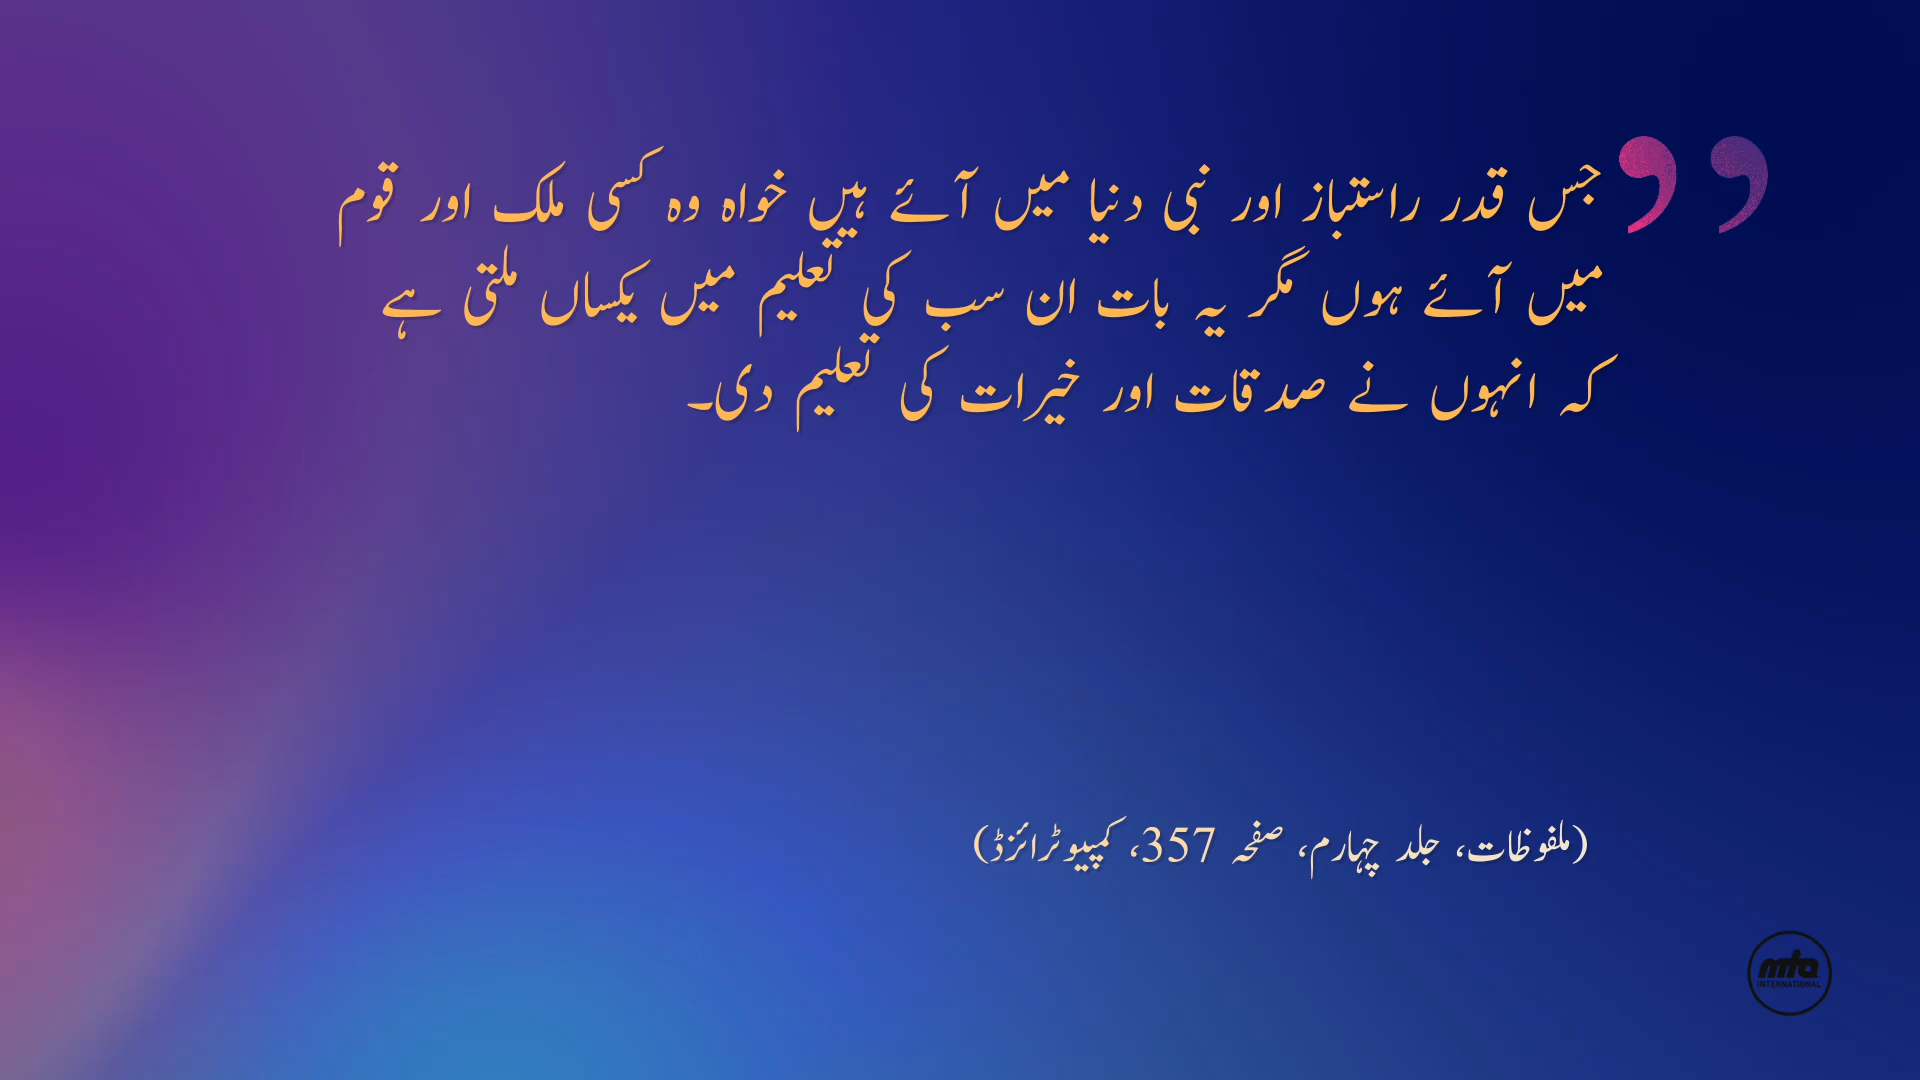 جس قدر راستباز اور نبی دنیا میں آئے ہیں خواہ وہ کسی ملک اور قوم
میں آئے ہوں مگر یہ بات ان سب کی تعلیم میں یکساں ملتی ہے
کہ انہوں نے صدقات اور خیرات کی تعلیم دی۔
(ملفوظات، جلد چہارم، صفحہ 357، کمپیوٹرائزڈ)
mta
INTERNATIONAL